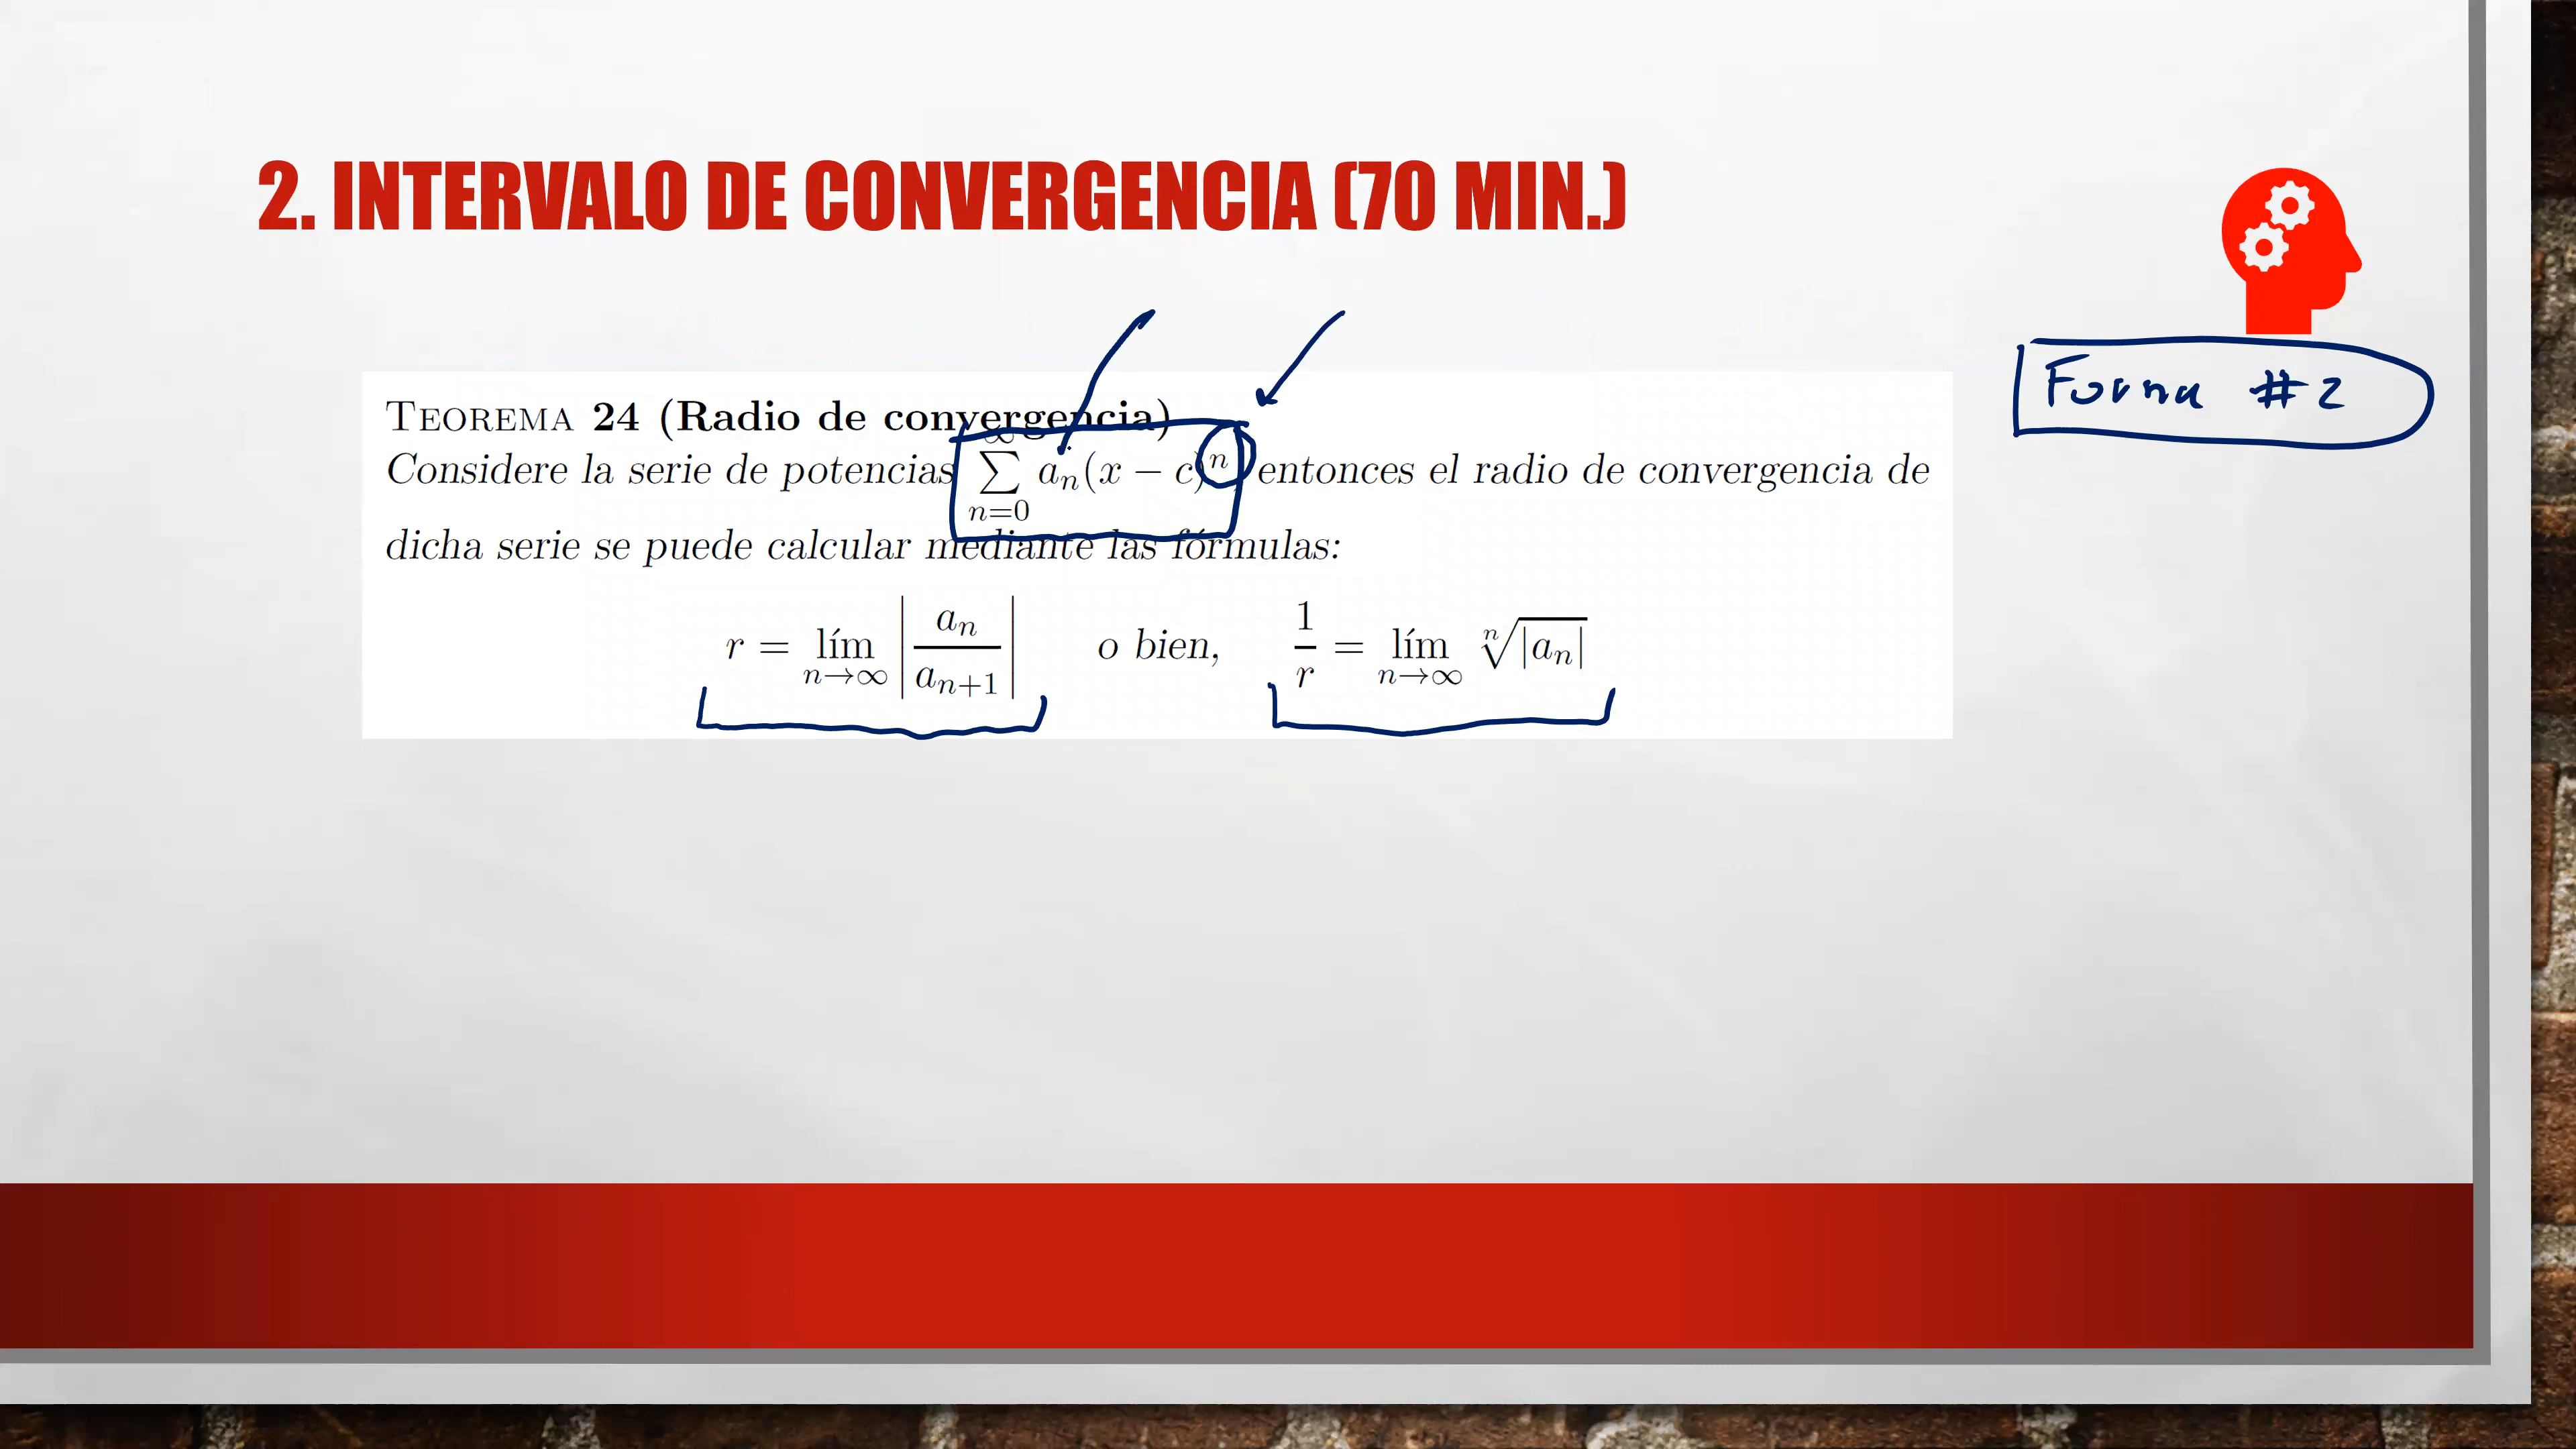 2. INTERVALO DE CONVERGENCIA (70 MIN.)
Forma #2
TEOREMA 24 (Radio de convergencia)
Considere la serie de potencias ∑_{n=0}^{∞} a_n(x − c)^n entonces el radio de convergencia de
dicha serie se puede calcular mediante las fórmulas:
r = lím_{n→∞} |a_n / a_{n+1}| o bien, 1/r = lím_{n→∞} ⁿ√|a_n|